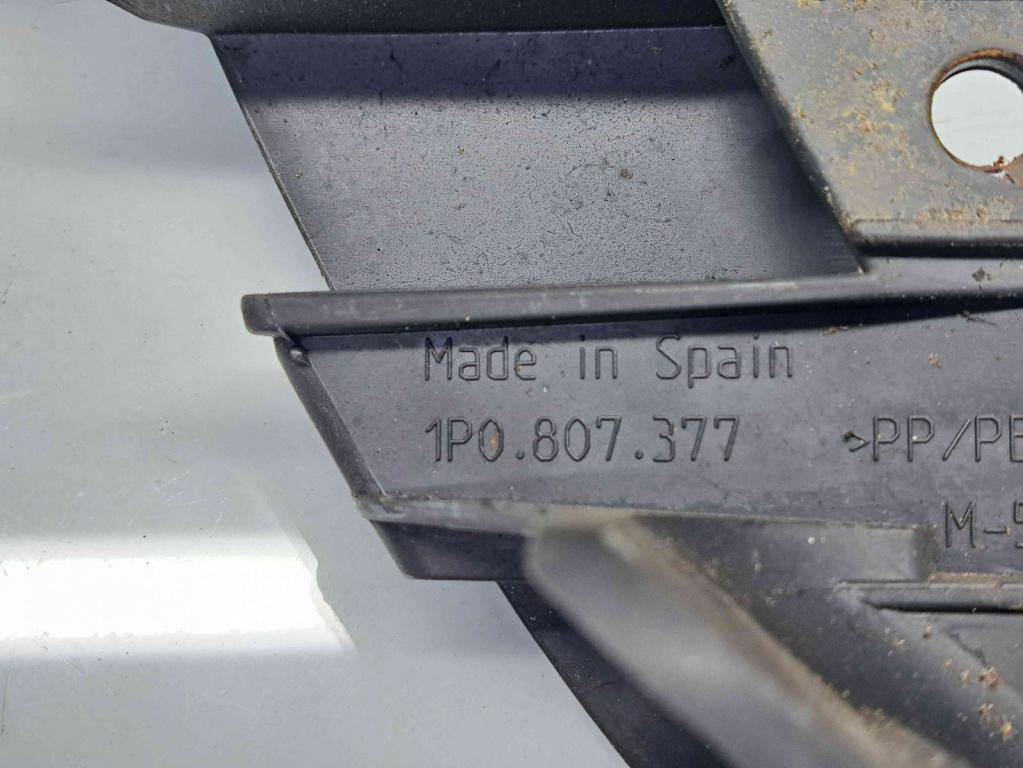 Made in Spain
1P0.807.377 >PP/PE
M-S